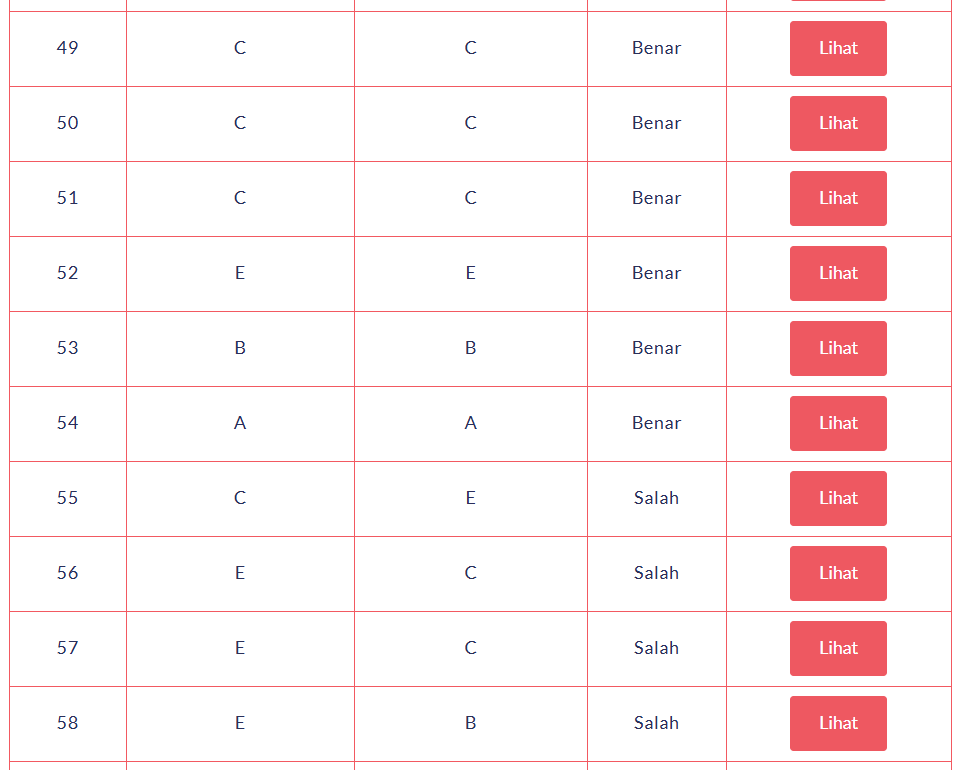 49 C C Benar Lihat
50 C C Benar Lihat
51 C C Benar Lihat
52 E E Benar Lihat
53 B B Benar Lihat
54 A A Benar Lihat
55 C E Salah Lihat
56 E C Salah Lihat
57 E C Salah Lihat
58 E B Salah Lihat